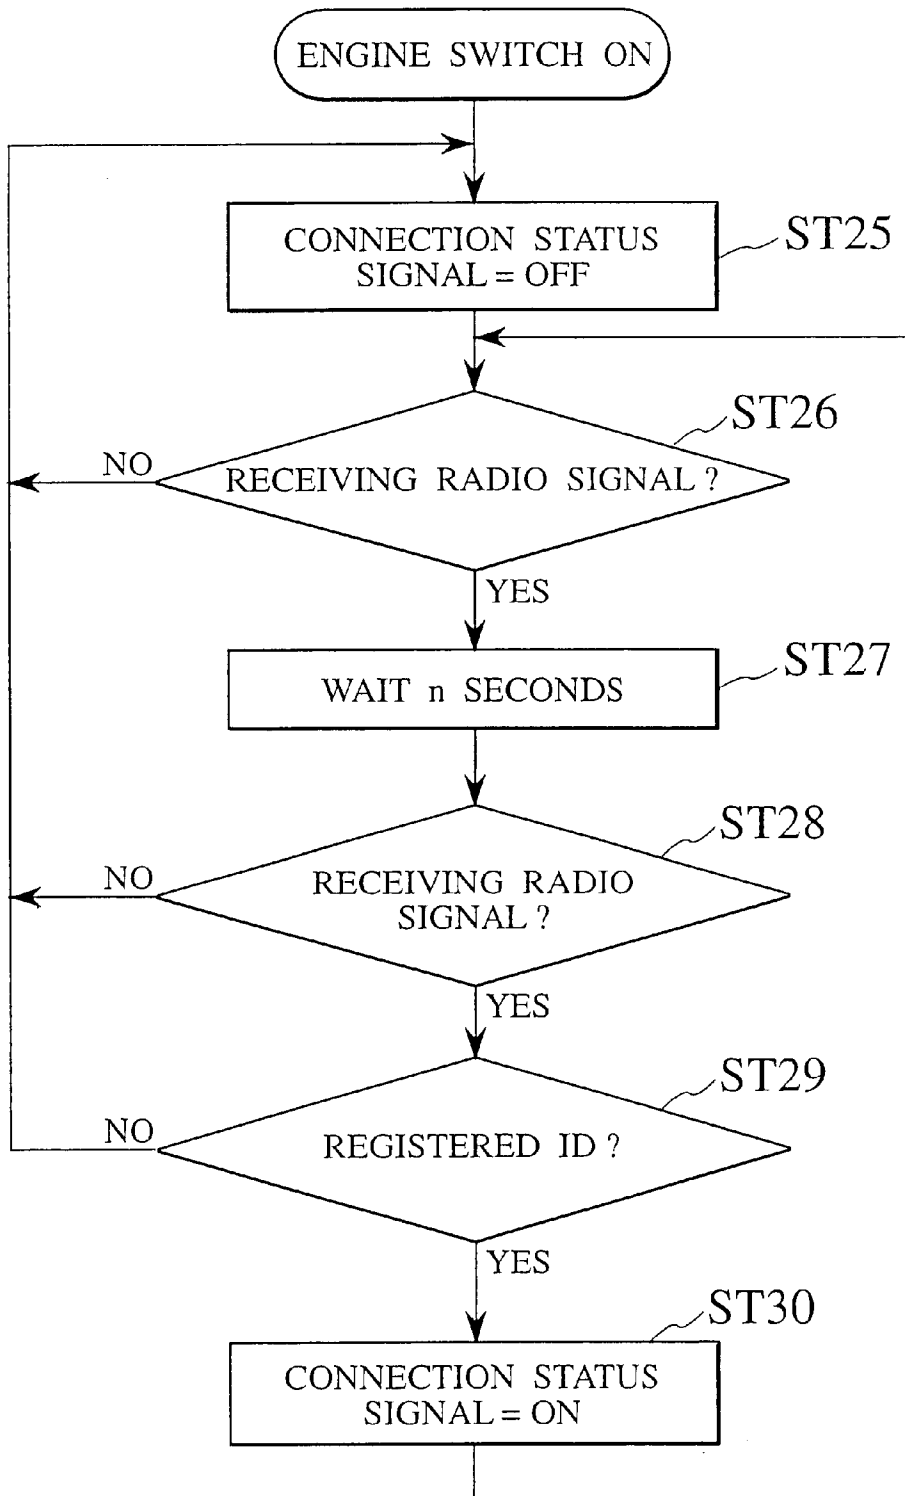 ENGINE SWITCH ON
CONNECTION STATUS
SIGNAL = OFF
ST25
ST26
RECEIVING RADIO SIGNAL ?
NO
YES
WAIT n SECONDS
ST27
ST28
RECEIVING RADIO
SIGNAL ?
NO
YES
ST29
REGISTERED ID ?
NO
YES
ST30
CONNECTION STATUS
SIGNAL = ON